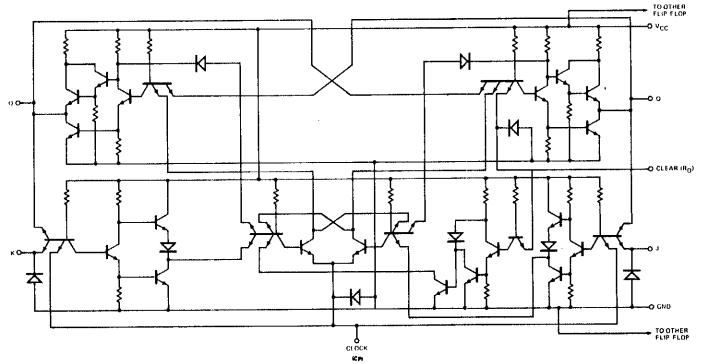 TO OTHER
FLIP FLOP
VCC
Q
CLEAR (RD)
K
J
GND
TO OTHER
FLIP FLOP
CLOCK